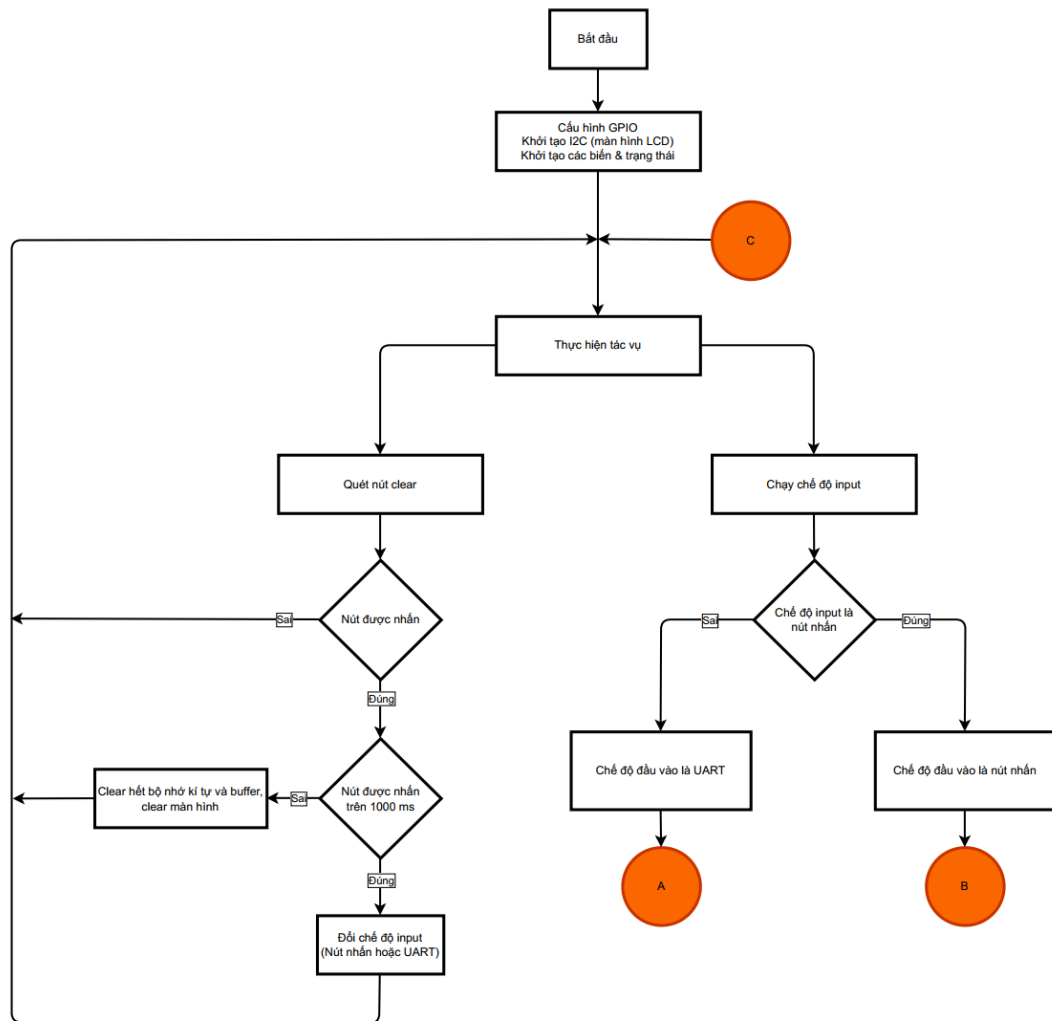 Bắt đầu
Cấu hình GPIO
Khởi tạo I2C (màn hình LCD)
Khởi tạo các biến & trạng thái
C
Thực hiện tác vụ
Quét nút clear
Chạy chế độ input
Nút được nhấn
Sai
Đúng
Chế độ input là
nút nhấn
Sai
Đúng
Nút được nhấn
trên 1000 ms
Sai
Đúng
Clear hết bộ nhớ kí tự và buffer,
clear màn hình
Chế độ đầu vào là UART
Chế độ đầu vào là nút nhấn
A
B
Đổi chế độ input
(Nút nhấn hoặc UART)